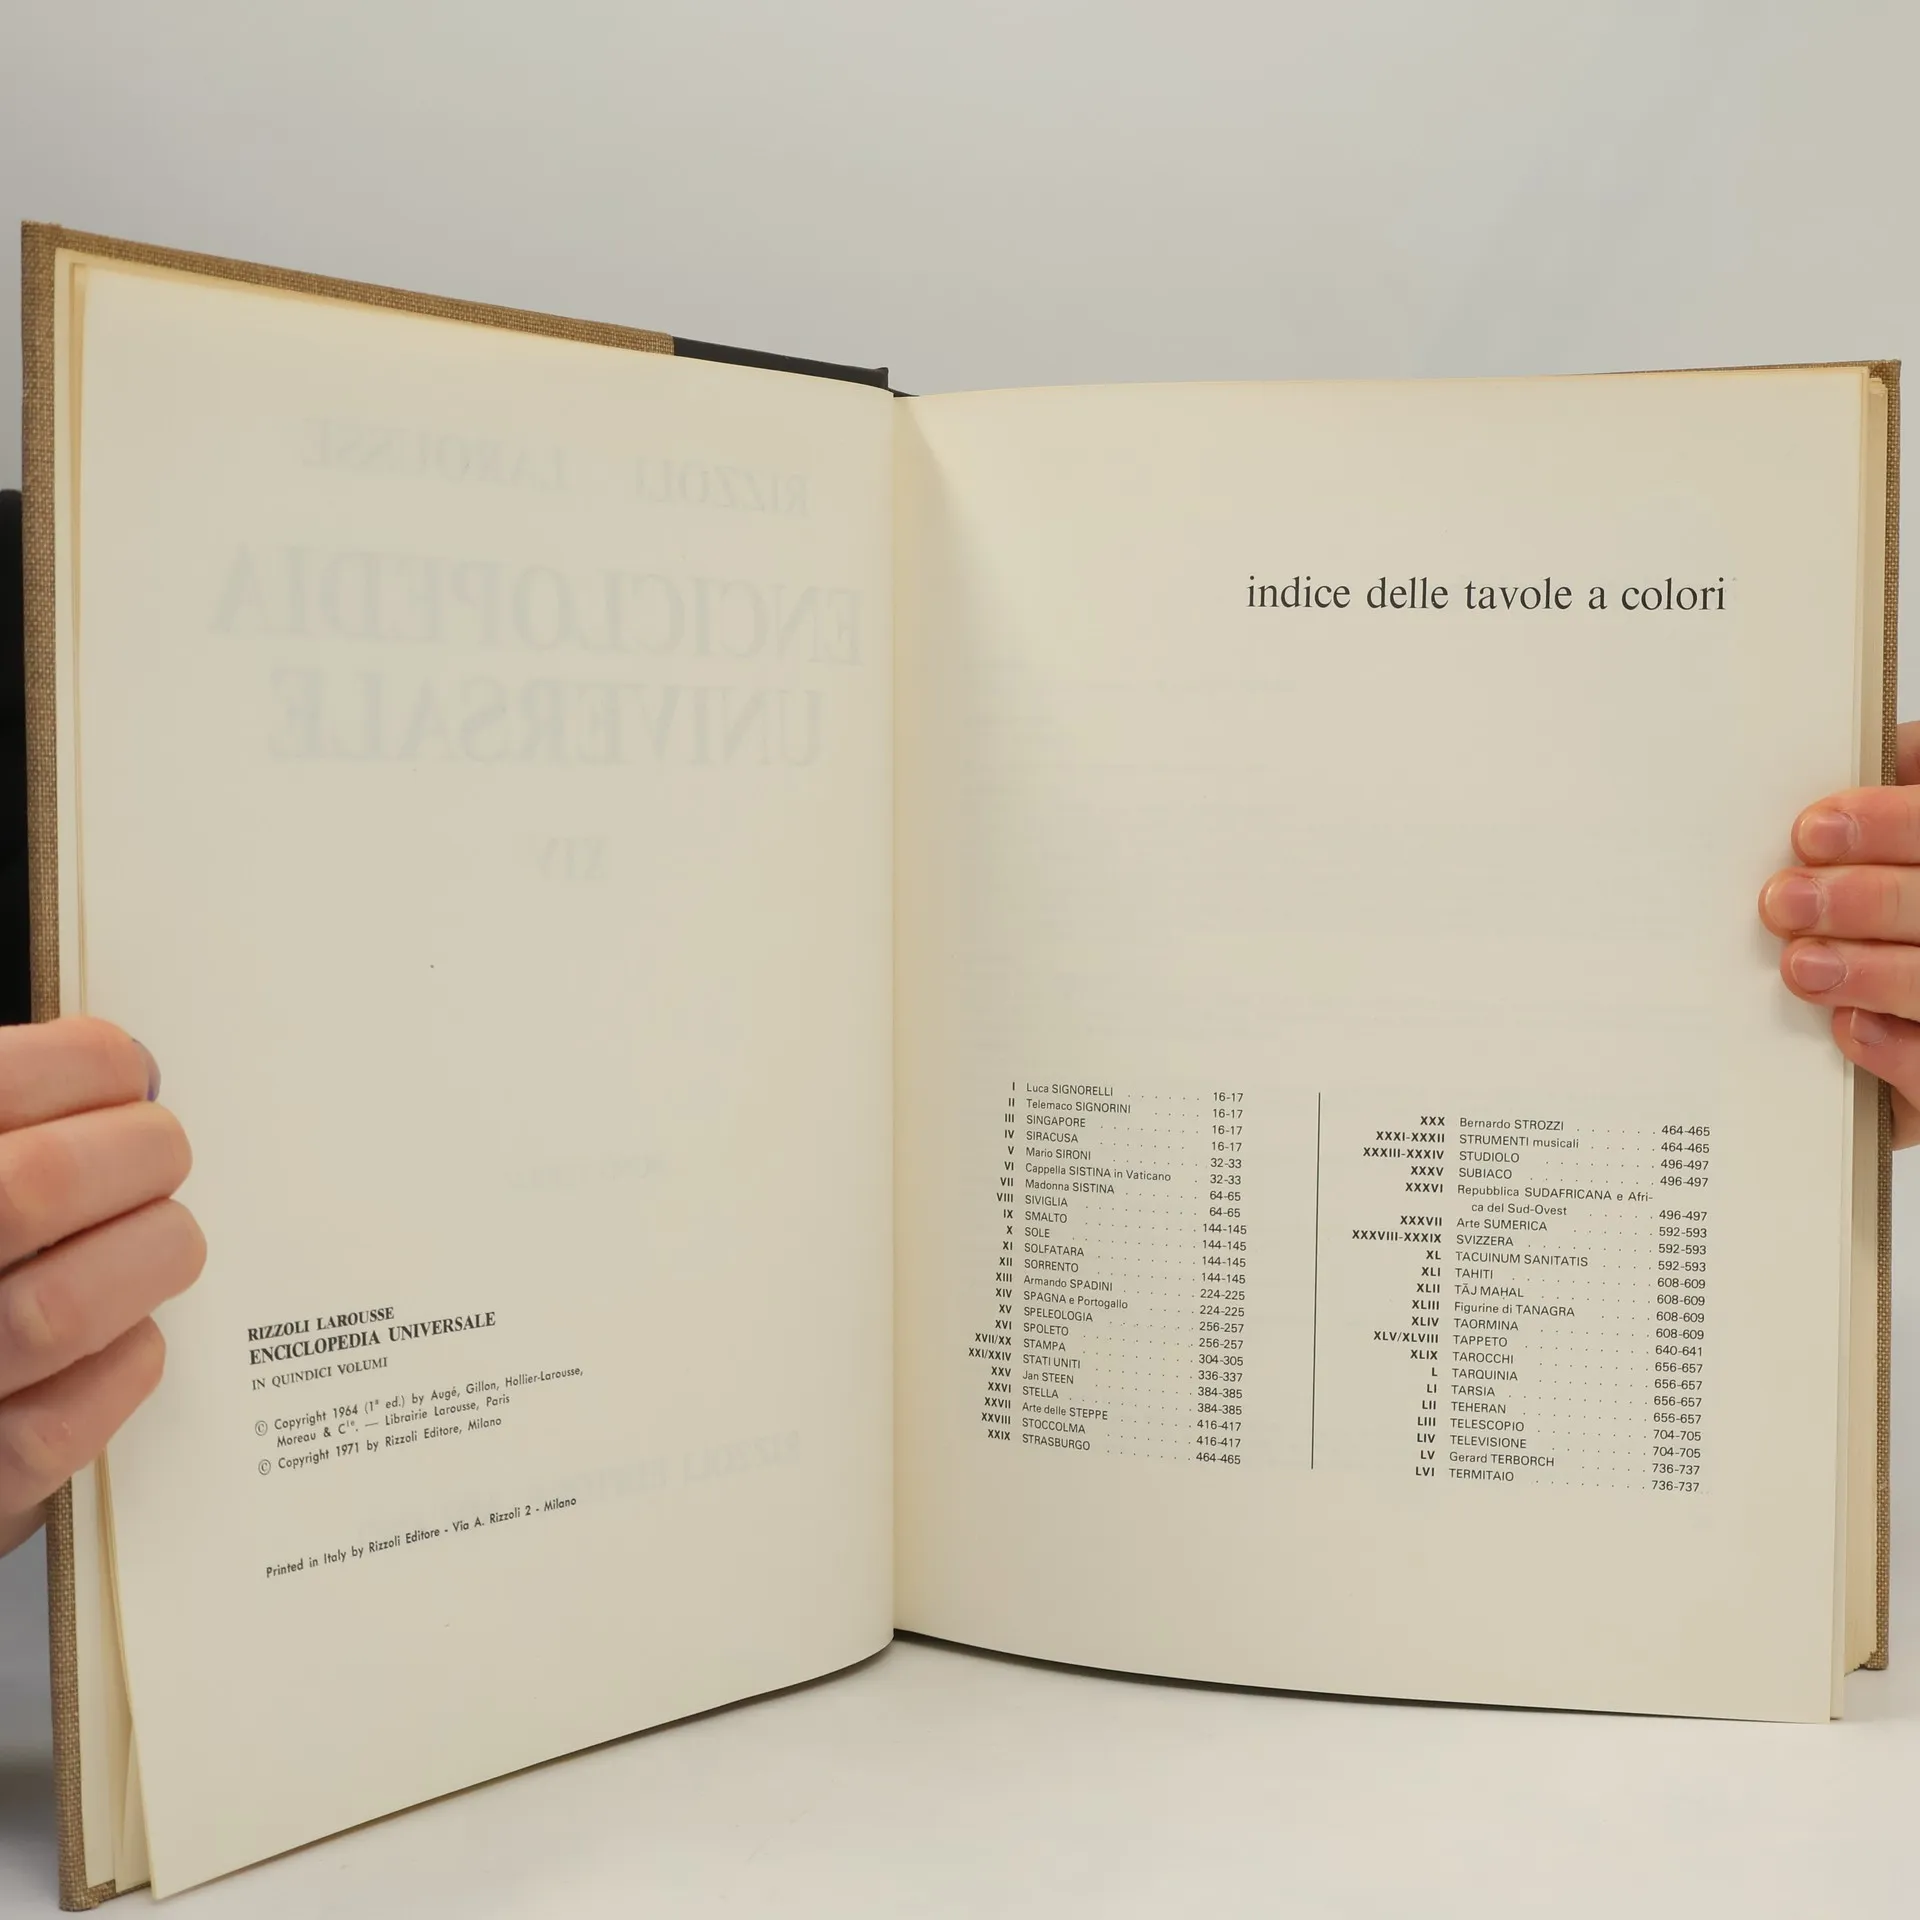 RIZZOLI LAROUSSE
ENCICLOPEDIA
UNIVERSALE
XIV
RIZZOLI LAROUSSE
ENCICLOPEDIA UNIVERSALE
IN QUINDICI VOLUMI
© Copyright 1964 (1ª ed.) by Augé, Gillon, Hollier-Larousse,
Moreau & Cie. — Librairie Larousse, Paris
© Copyright 1971 by Rizzoli Editore, Milano
Printed in Italy by Rizzoli Editore - Via A. Rizzoli 2 - Milano
indice delle tavole a colori
I Luca SIGNORELLI . . . . . . 16-17
II Telemaco SIGNORINI . . . . 16-17
III SINGAPORE . . . . . . . . 16-17
IV SIRACUSA . . . . . . . 16-17
V Mario SIRONI . . . . . . . 32-33
VI Cappella SISTINA in Vaticano . 32-33
VII Madonna SISTINA . . . . . . 64-65
VIII SIVIGLIA . . . . . . . . 64-65
IX SMALTO . . . . . . . . 144-145
X SOLE . . . . . . . . . 144-145
XI SOLFATARA . . . . . . . 144-145
XII SORRENTO . . . . . . . 144-145
XIII Armando SPADINI . . . . . . 224-225
XIV SPAGNA e Portogallo . . . . 224-225
XV SPELEOLOGIA . . . . . . . 256-257
XVI SPOLETO . . . . . . . . 256-257
XVII/XX STAMPA . . . . . . . . 304-305
XXI/XXIV STATI UNITI . . . . . . . 336-337
XXV Jan STEEN . . . . . . . . 384-385
XXVI STELLA . . . . . . . . . 384-385
XXVII Arte delle STEPPE . . . . . . 416-417
XXVIII STOCCOLMA . . . . . . . 416-417
XXIX STRASBURGO . . . . . . 464-465
XXX Bernardo STROZZI . . . . . . 464-465
XXXI-XXXII STRUMENTI musicali . . . . . 464-465
XXXIII-XXXIV STUDIOLO . . . . . . . . 496-497
XXXV SUBIACO . . . . . . . . . 496-497
XXXVI Repubblica SUDAFRICANA e Afri-
ca del Sud-Ovest . . . . . 496-497
XXXVII Arte SUMERICA . . . . . . 592-593
XXXVIII-XXXIX SVIZZERA . . . . . . . . . 592-593
XL TACUINUM SANITATIS . . . . 592-593
XLI TAHITI . . . . . . . . . . 608-609
XLII TĀJ MAḤAL . . . . . . . . 608-609
XLIII Figurine di TANAGRA . . . . . 608-609
XLIV TAORMINA . . . . . . . . 608-609
XLV/XLVIII TAPPETO . . . . . . . . . 640-641
XLIX TAROCCHI . . . . . . . . 656-657
L TARQUINIA . . . . . . . . 656-657
LI TARSIA . . . . . . . . . . 656-657
LII TEHERAN . . . . . . . . . 656-657
LIII TELESCOPIO . . . . . . . . 704-705
LIV TELEVISIONE . . . . . . . 704-705
LV Gerard TERBORCH . . . . . 736-737
LVI TERMITAIO . . . . . . . . 736-737